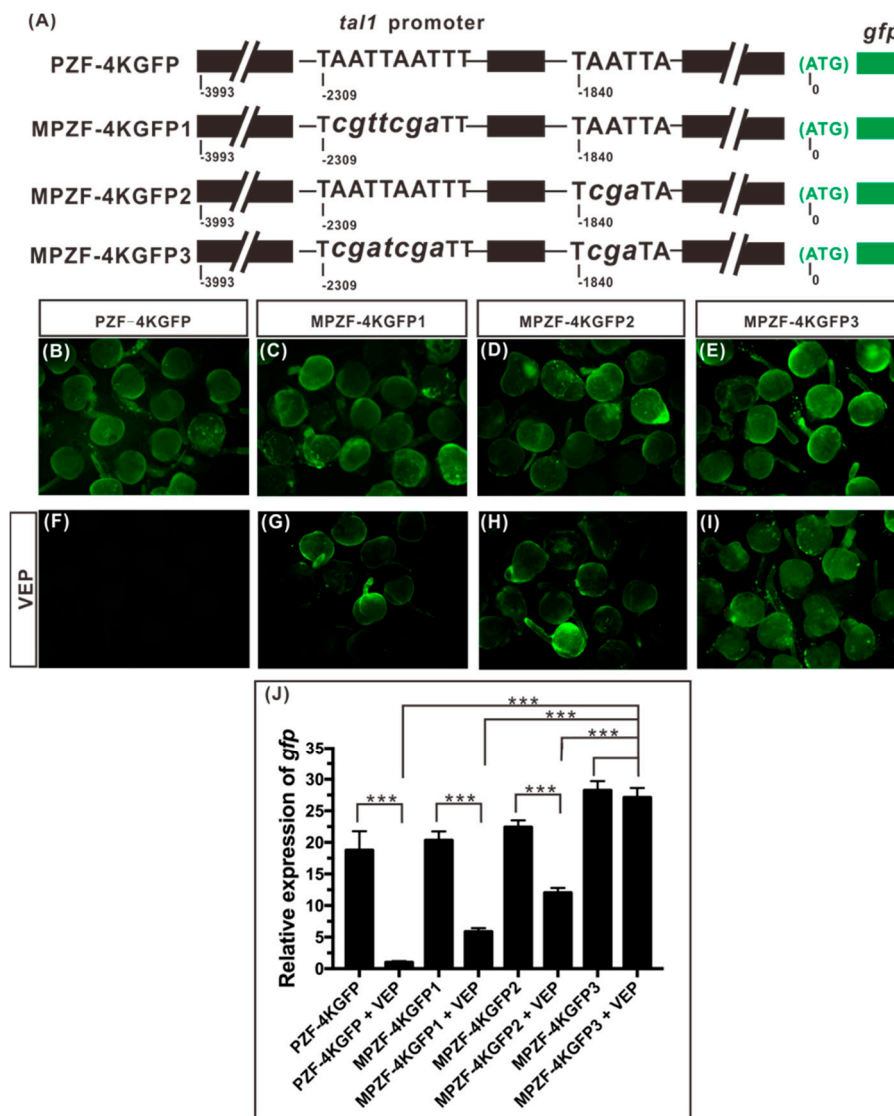 (A)
tal1 promoter
gfp
PZF-4KGFP TAATTAATTT TAATTA (ATG)
-3993 -2309 -1840 0
MPZF-4KGFP1 TcgttcgaTT TAATTA (ATG)
-3993 -2309 -1840 0
MPZF-4KGFP2 TAATTAATTT TcgaTA (ATG)
-3993 -2309 -1840 0
MPZF-4KGFP3 TcgatcgaTT TcgaTA (ATG)
-3993 -2309 -1840 0
PZF-4KGFP MPZF-4KGFP1 MPZF-4KGFP2 MPZF-4KGFP3
(B) (C) (D) (E)
VEP
(F) (G) (H) (I)
(J)
***
***
***
*** *** ***
Relative expression of gfp
35
30
25
20
15
10
5
0
PZF-4KGFP
PZF-4KGFP + VEP
MPZF-4KGFP1
MPZF-4KGFP1 + VEP
MPZF-4KGFP2
MPZF-4KGFP2 + VEP
MPZF-4KGFP3
MPZF-4KGFP3 + VEP